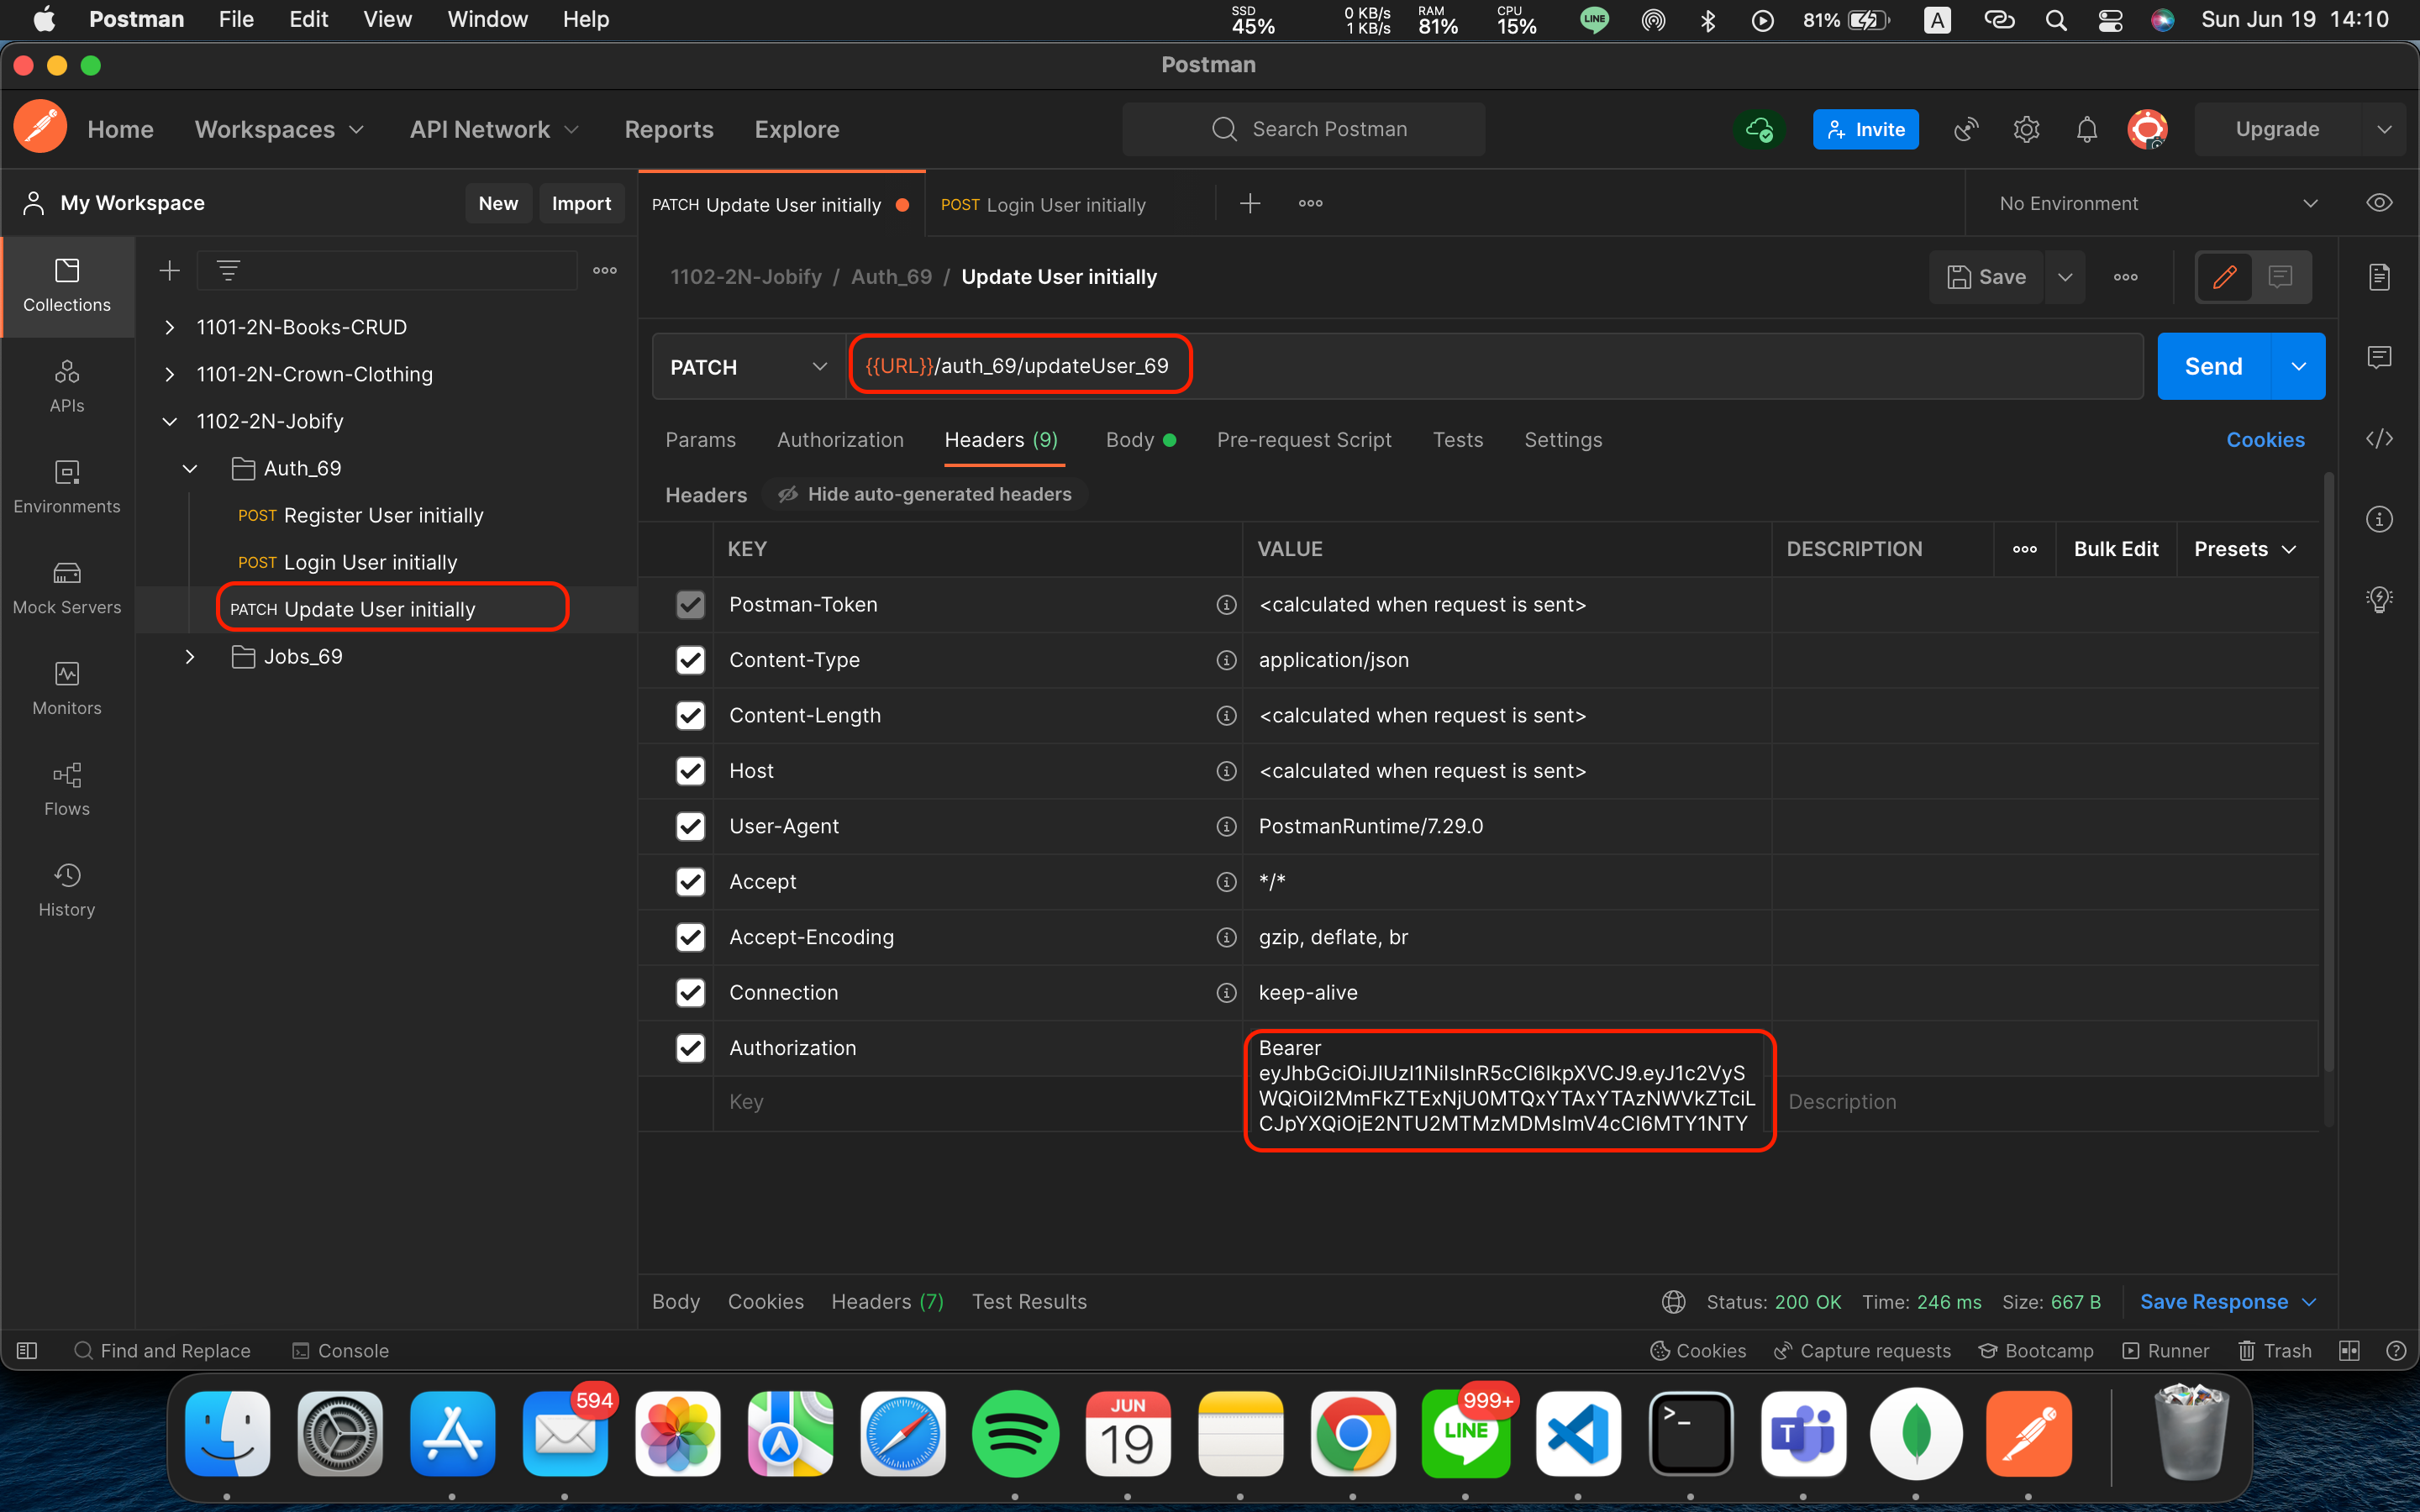 Postman File Edit View Window Help
SSD 45%
0 KB/s
1 KB/s
RAM 81%
CPU 15%
LINE
81%
A
Sun Jun 19 14:10
Postman
Home Workspaces API Network Reports Explore
Search Postman
Invite
Upgrade
My Workspace New Import
PATCH Update User initially
POST Login User initially
No Environment
Collections
APIs
Environments
Mock Servers
Monitors
Flows
History
1101-2N-Books-CRUD
1101-2N-Crown-Clothing
1102-2N-Jobify
Auth_69
POST Register User initially
POST Login User initially
PATCH Update User initially
Jobs_69
1102-2N-Jobify / Auth_69 / Update User initially
Save
PATCH {{URL}}/auth_69/updateUser_69
Send
Params Authorization Headers (9) Body Pre-request Script Tests Settings
Cookies
Headers Hide auto-generated headers
KEY VALUE DESCRIPTION Bulk Edit Presets
Postman-Token <calculated when request is sent>
Content-Type application/json
Content-Length <calculated when request is sent>
Host <calculated when request is sent>
User-Agent PostmanRuntime/7.29.0
Accept */*
Accept-Encoding gzip, deflate, br
Connection keep-alive
Authorization Bearer
eyJhbGciOiJIUzI1NiIsInR5cCI6IkpXVCJ9.eyJ1c2VyS
WQiOiI2MmFkZTExNjU0MTQxYTAxYTAzNWVkZTciL
CJpYXQiOjE2NTU2MTMzMDMsImV4cCI6MTY1NTY
Key Description
Body Cookies Headers (7) Test Results
Status: 200 OK Time: 246 ms Size: 667 B Save Response
Find and Replace Console
Cookies Capture requests Bootcamp Runner Trash
594
JUN
19
999+
LINE
>_
T